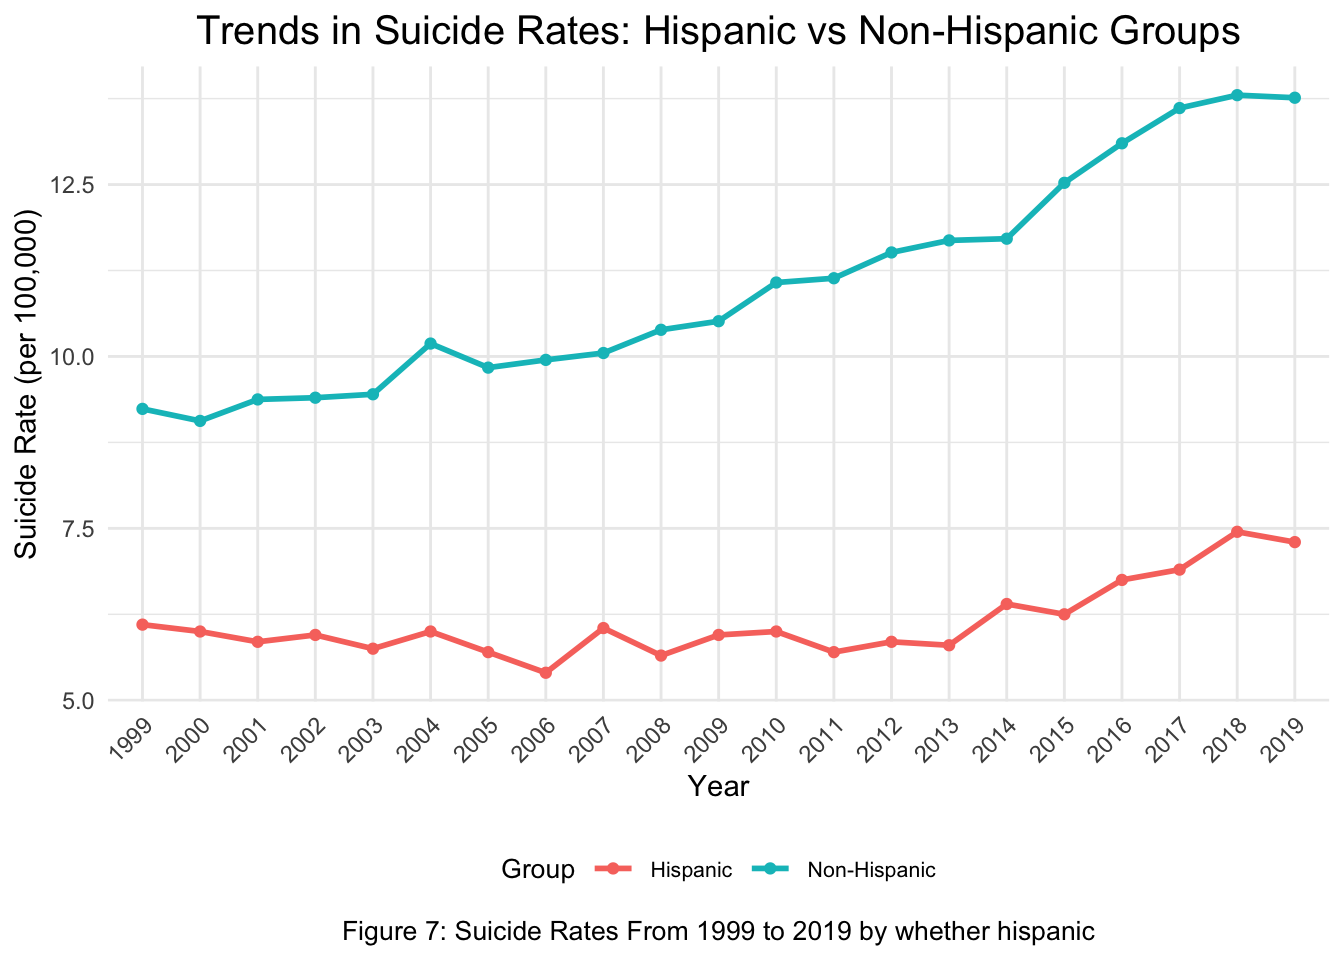 Trends in Suicide Rates: Hispanic vs Non-Hispanic Groups
Suicide Rate (per 100,000)
12.5
10.0
7.5
5.0
1999 2000 2001 2002 2003 2004 2005 2006 2007 2008 2009 2010 2011 2012 2013 2014 2015 2016 2017 2018 2019
Year
Group Hispanic Non-Hispanic
Figure 7: Suicide Rates From 1999 to 2019 by whether hispanic